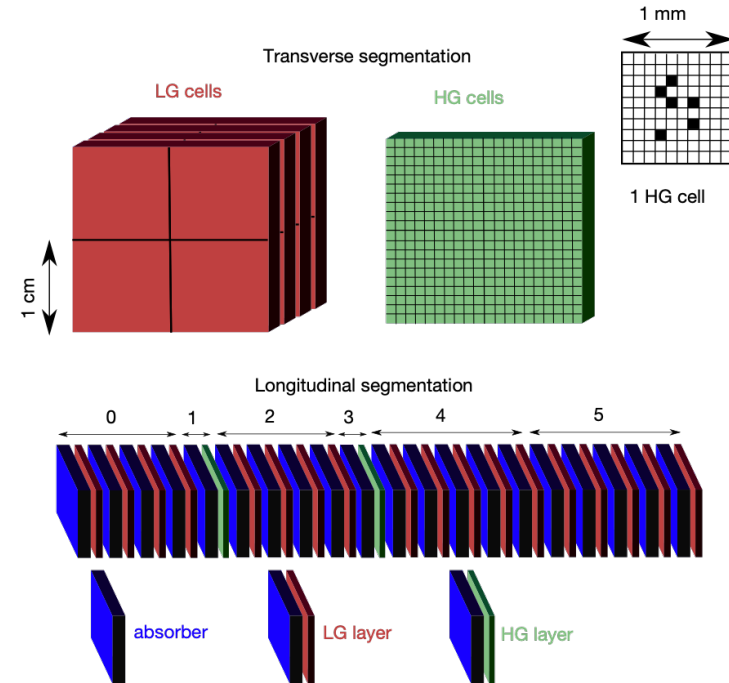 1 mm
Transverse segmentation
LG cells
HG cells
1 HG cell
1 cm
Longitudinal segmentation
0 1 2 3 4 5
absorber
LG layer
HG layer